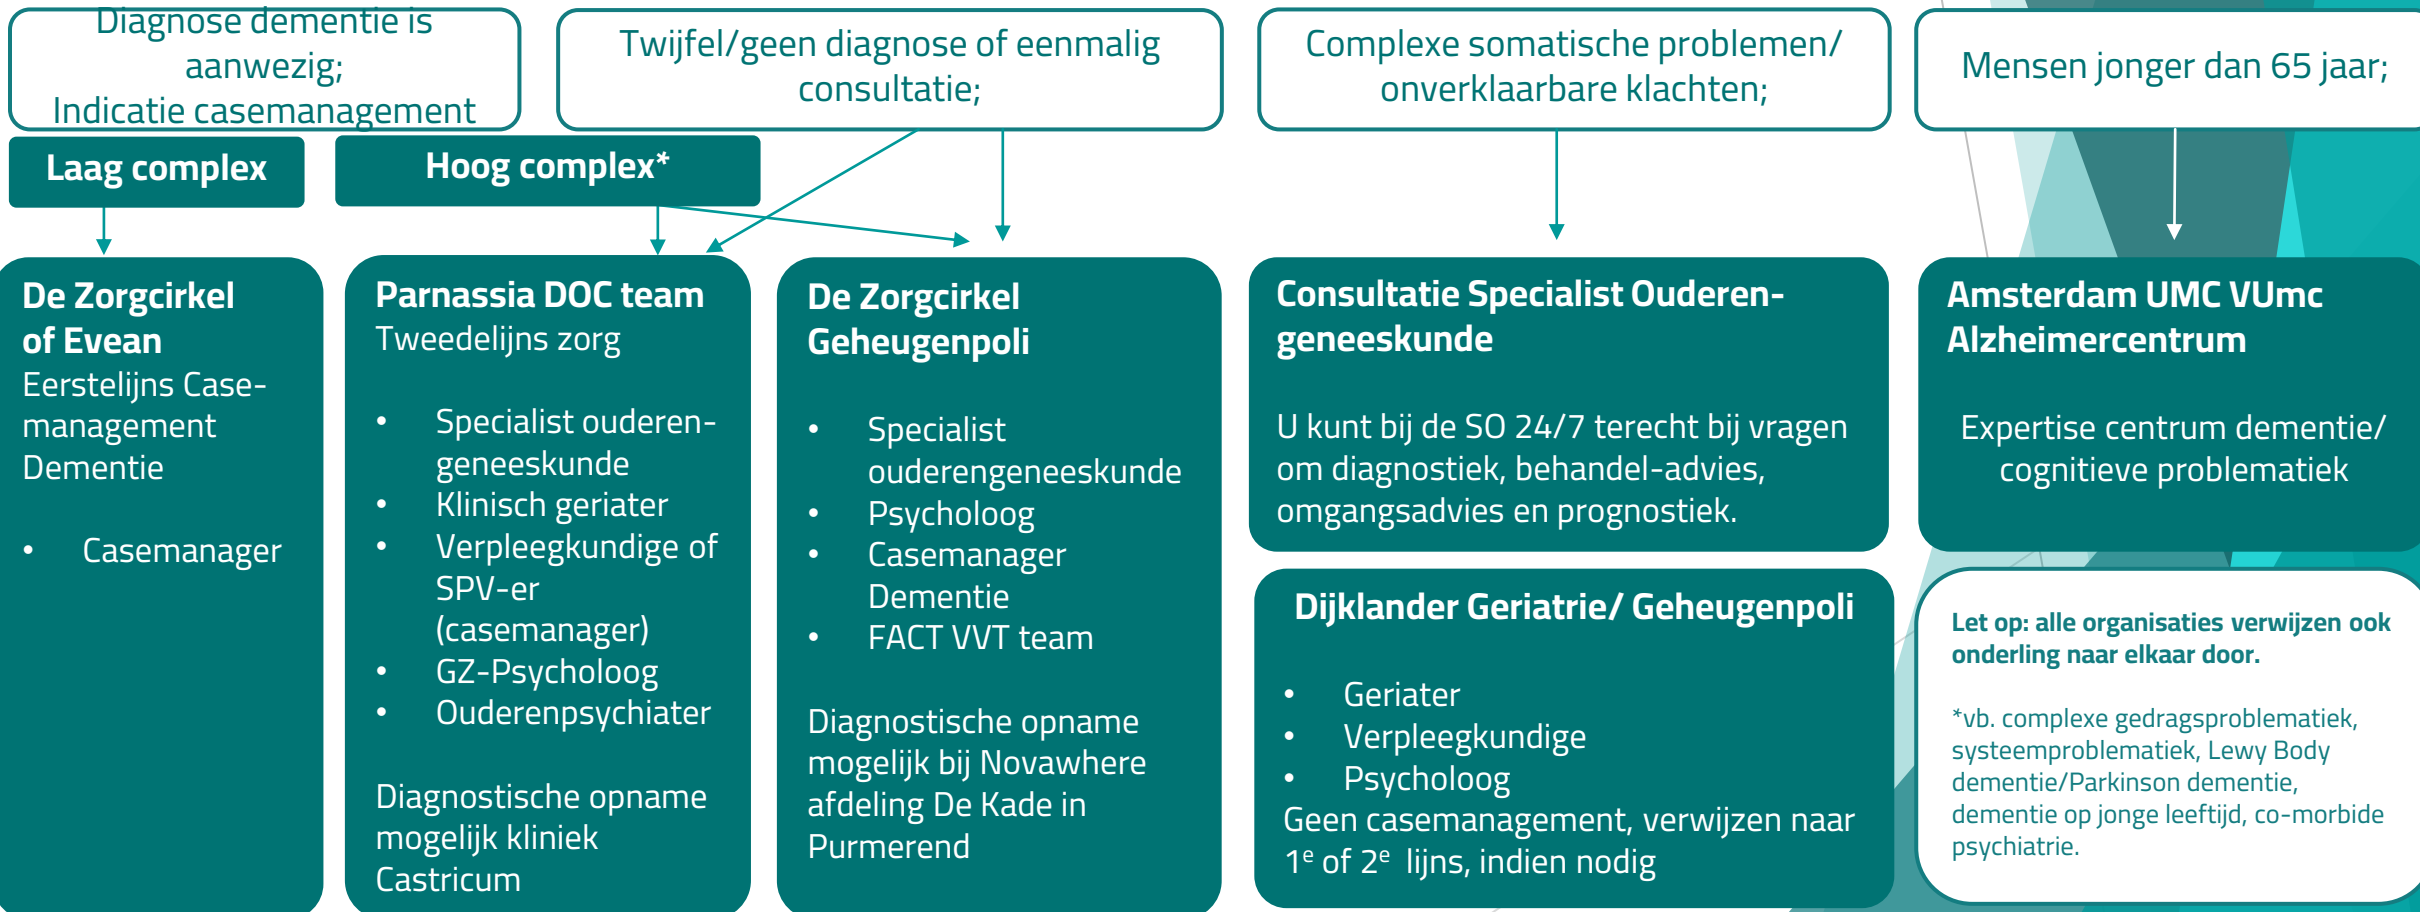 Diagnose dementie is
aanwezig;
Indicatie casemanagement
Twijfel/geen diagnose of eenmalig
consultatie;
Complexe somatische problemen/
onverklaarbare klachten;
Mensen jonger dan 65 jaar;
Laag complex
Hoog complex*
De Zorgcirkel
of Evean
Eerstelijns Case-
management
Dementie
• Casemanager
Parnassia DOC team
Tweedelijns zorg
• Specialist ouderen-
geneeskunde
• Klinisch geriater
• Verpleegkundige of
SPV-er
(casemanager)
• GZ-Psycholoog
• Ouderenpsychiater
Diagnostische opname
mogelijk kliniek
Castricum
De Zorgcirkel
Geheugenpoli
• Specialist
ouderengeneeskunde
• Psycholoog
• Casemanager
Dementie
• FACT VVT team
Diagnostische opname
mogelijk bij Novawhere
afdeling De Kade in
Purmerend
Consultatie Specialist Ouderen-
geneeskunde
U kunt bij de SO 24/7 terecht bij vragen
om diagnostiek, behandel-advies,
omgangsadvies en prognostiek.
Dijklander Geriatrie/ Geheugenpoli
• Geriater
• Verpleegkundige
• Psycholoog
Geen casemanagement, verwijzen naar
1e of 2e lijns, indien nodig
Amsterdam UMC VUmc
Alzheimercentrum
Expertise centrum dementie/
cognitieve problematiek
Let op: alle organisaties verwijzen ook
onderling naar elkaar door.
*vb. complexe gedragsproblematiek,
systeemproblematiek, Lewy Body
dementie/Parkinson dementie,
dementie op jonge leeftijd, co-morbide
psychiatrie.